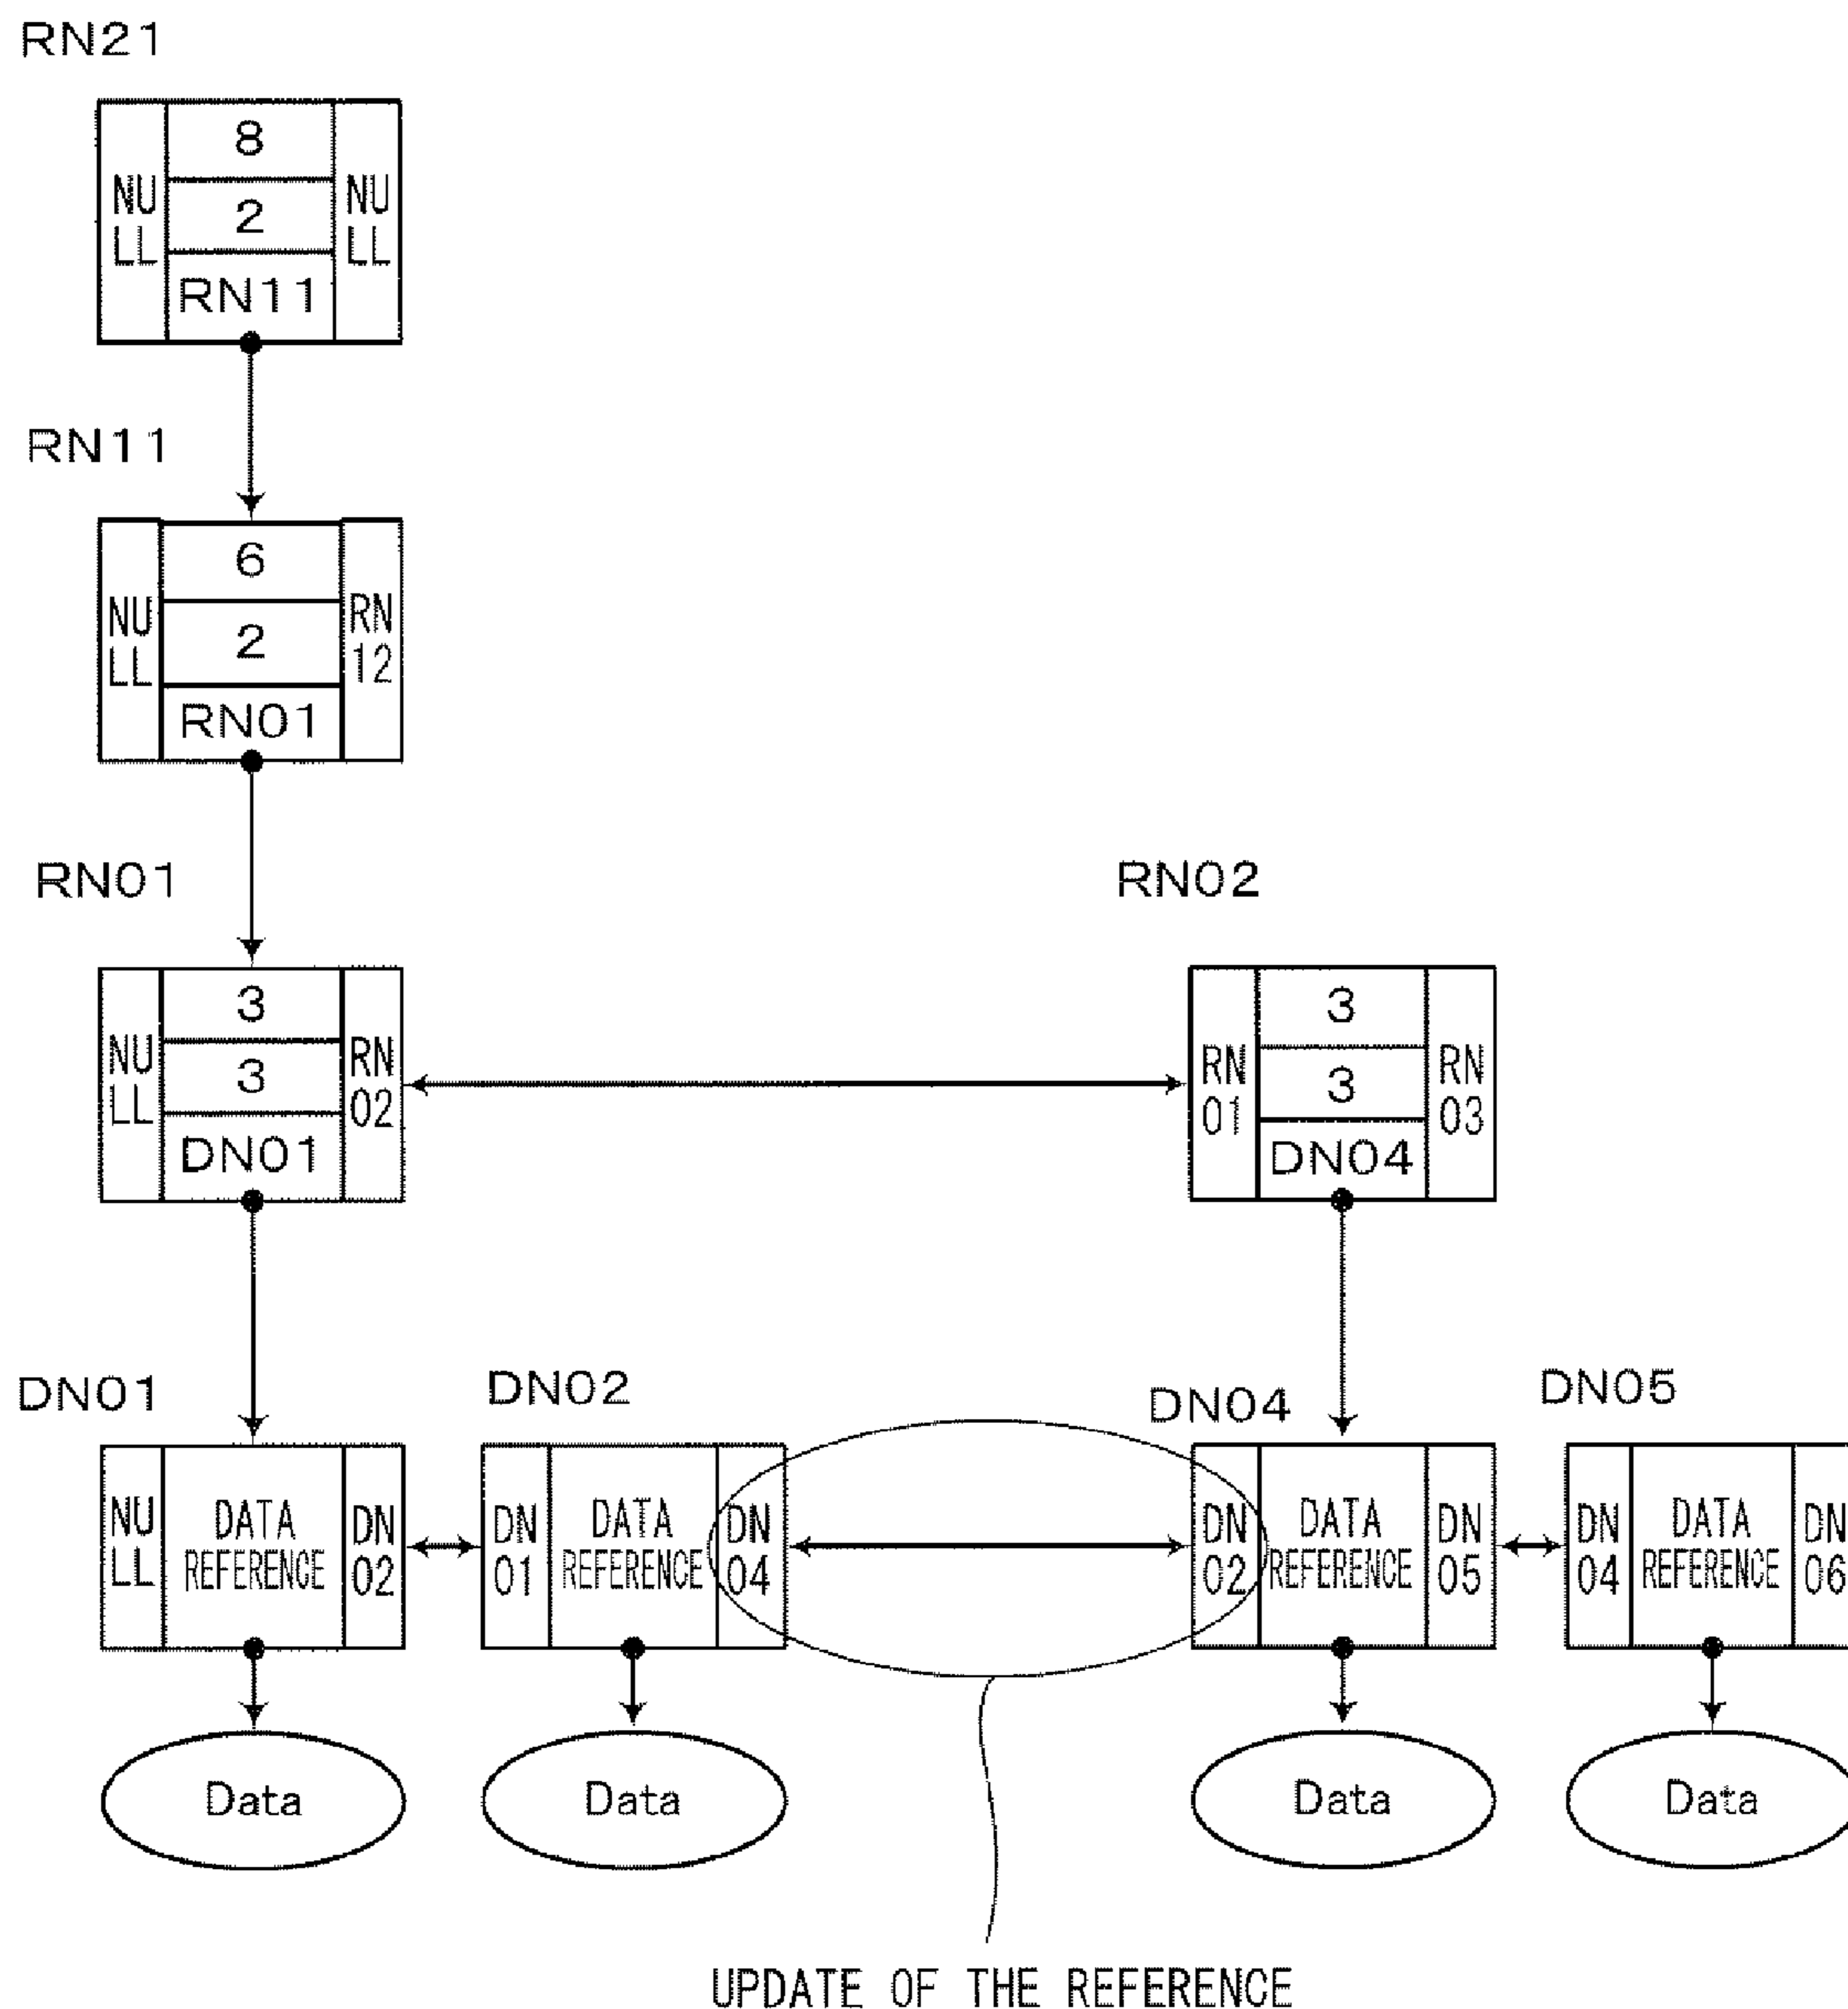 RN21
8
NU
LL
2
NU
LL
RN11
RN11
6
NU
LL
2
RN
12
RN01
RN01
RN02
3
NU
LL
3
RN
02
DN01
3
RN
01
3
RN
03
DN04
DN01
DN02
DN04
DN05
NU
LL
DATA
REFERENCE
DN
02
DN
01
DATA
REFERENCE
DN
04
DN
02
DATA
REFERENCE
DN
05
DN
04
DATA
REFERENCE
DN
06
Data
Data
Data
Data
UPDATE OF THE REFERENCE